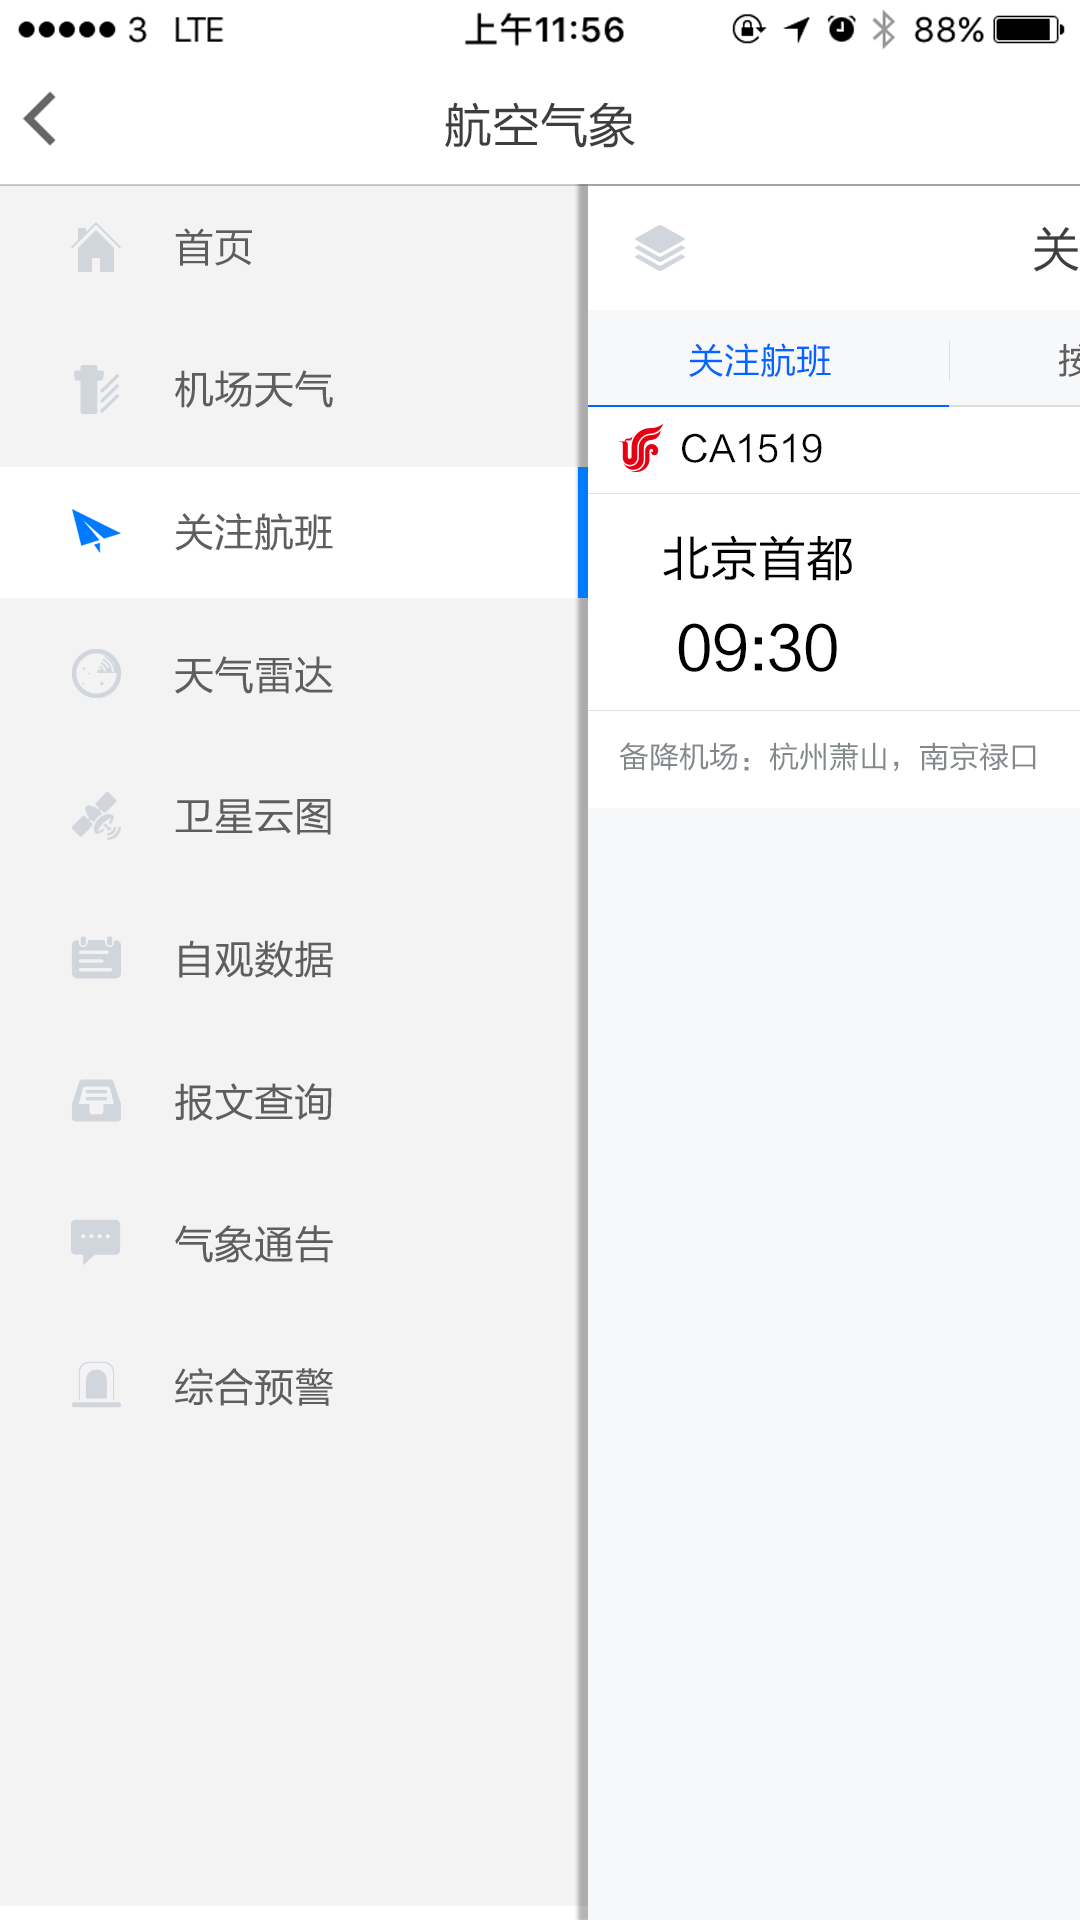 3 LTE 上午11:56 88%
航空气象
首页
机场天气
关注航班
天气雷达
卫星云图
自观数据
报文查询
气象通告
综合预警
关
关注航班
CA1519
北京首都
09:30
备降机场：杭州萧山，南京禄口